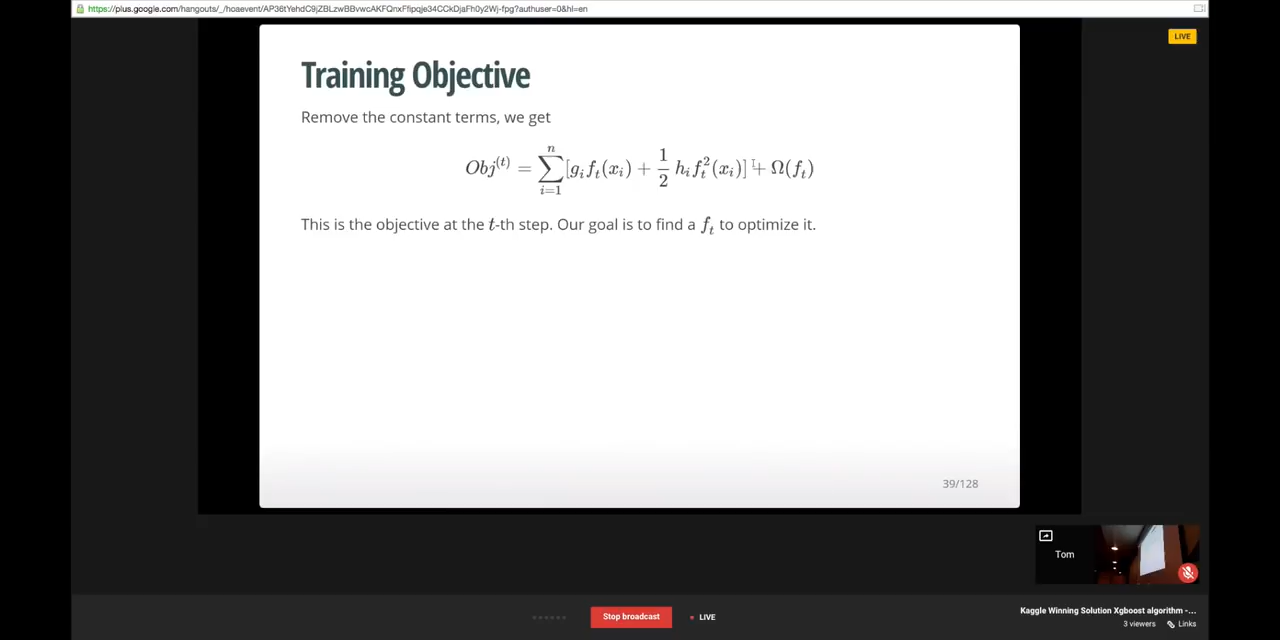 https://plus.google.com/hangouts/_/hoaevent/AP36tYehdC9jZBLzwBBvwcAKFQnxFfipqje34CCkDjaFh0y2Wj-fpg?authuser=0&hl=en
LIVE
Training Objective
Remove the constant terms, we get
Obj^{(t)} = \sum_{i=1}^{n} [g_i f_t(x_i) + \frac{1}{2} h_i f_t^2(x_i)] + Ω(f_t)
This is the objective at the t-th step. Our goal is to find a f_t to optimize it.
39/128
Tom
Stop broadcast
LIVE
Kaggle Winning Solution Xgboost algorithm -...
3 viewers
Links